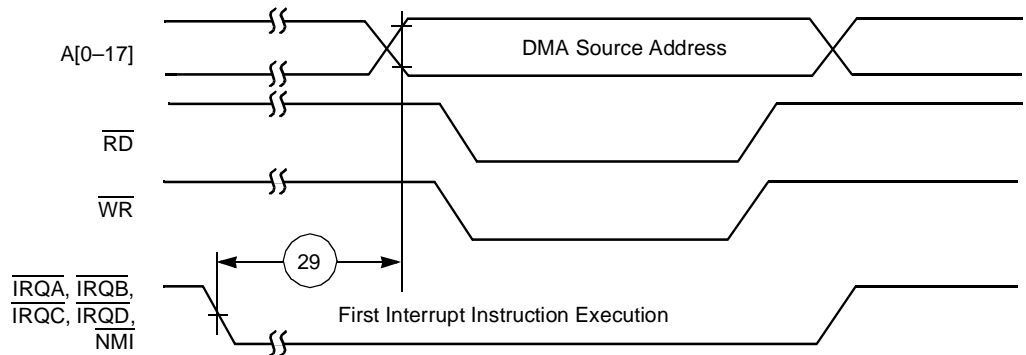 A[0–17]
DMA Source Address
RD
WR
29
IRQA, IRQB,
IRQC, IRQD,
NMI
First Interrupt Instruction Execution